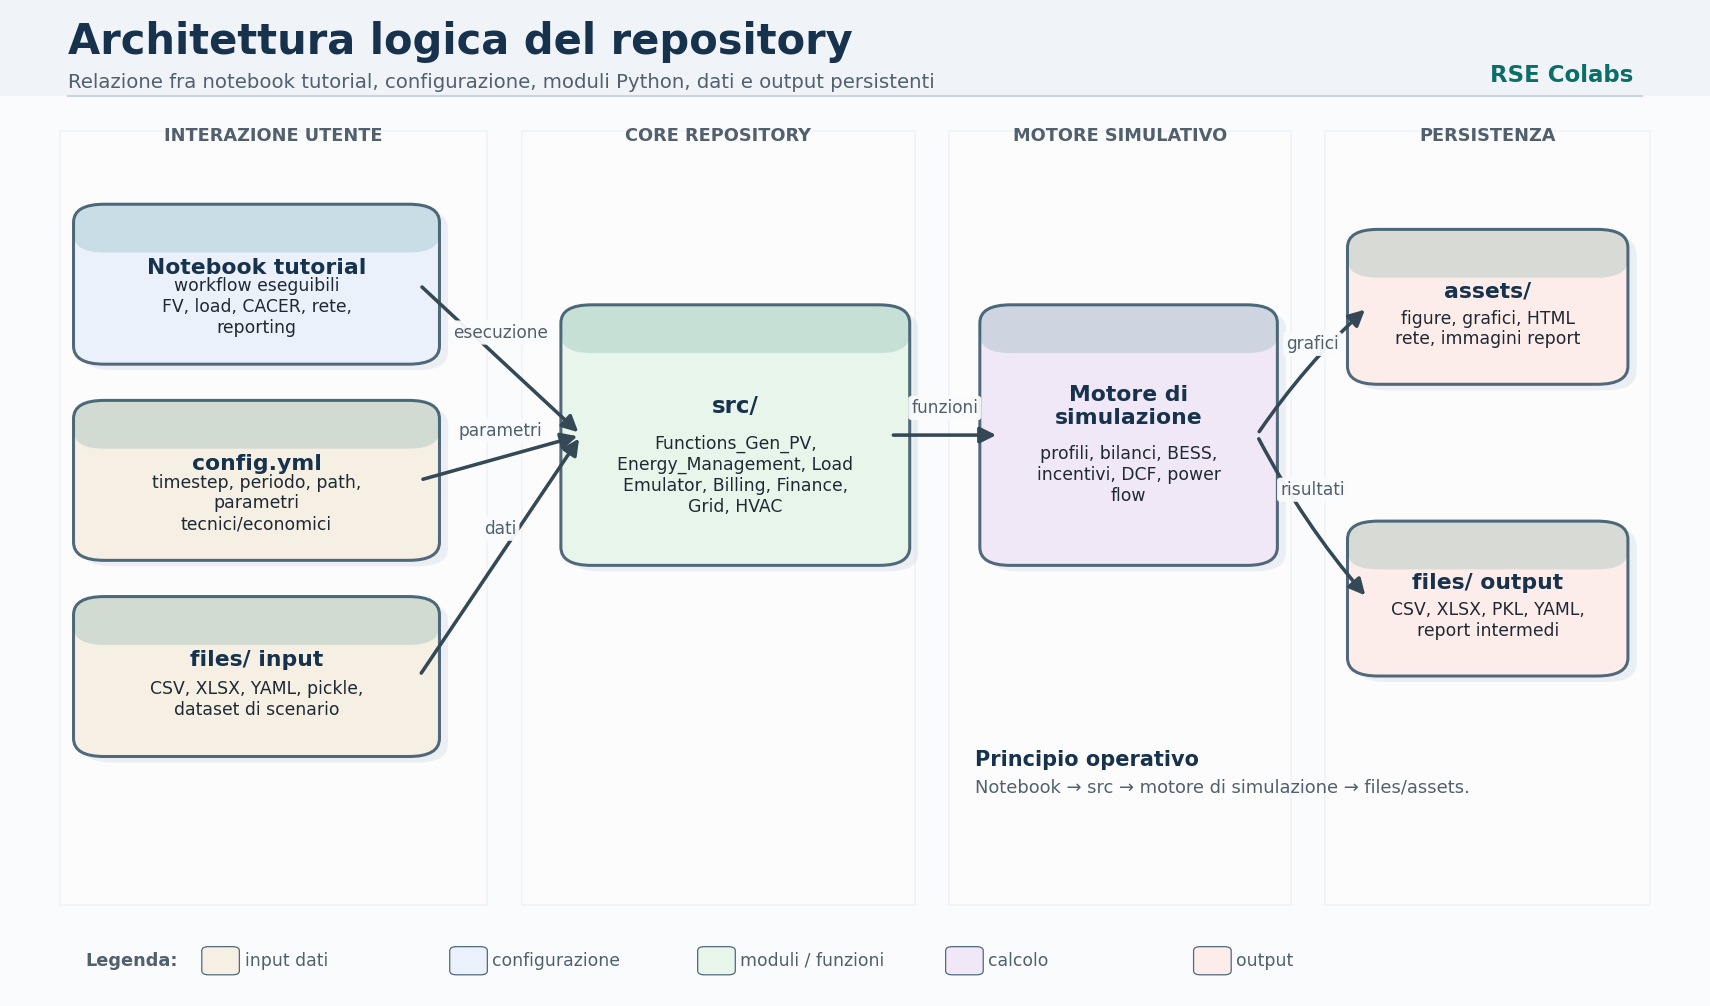 Architettura logica del repository
Relazione fra notebook tutorial, configurazione, moduli Python, dati e output persistenti
RSE Colabs
INTERAZIONE UTENTE
CORE REPOSITORY
MOTORE SIMULATIVO
PERSISTENZA
Notebook tutorial
workflow eseguibili
FV, load, CACER, rete,
reporting
config.yml
timestep, periodo, path,
parametri
tecnici/economici
files/ input
CSV, XLSX, YAML, pickle,
dataset di scenario
esecuzione
parametri
dati
src/
Functions_Gen_PV,
Energy_Management, Load
Emulator, Billing, Finance,
Grid, HVAC
funzioni
Motore di
simulazione
profili, bilanci, BESS,
incentivi, DCF, power
flow
grafici
risultati
assets/
figure, grafici, HTML
rete, immagini report
files/ output
CSV, XLSX, PKL, YAML,
report intermedi
Principio operativo
Notebook → src → motore di simulazione → files/assets.
Legenda:
input dati
configurazione
moduli / funzioni
calcolo
output